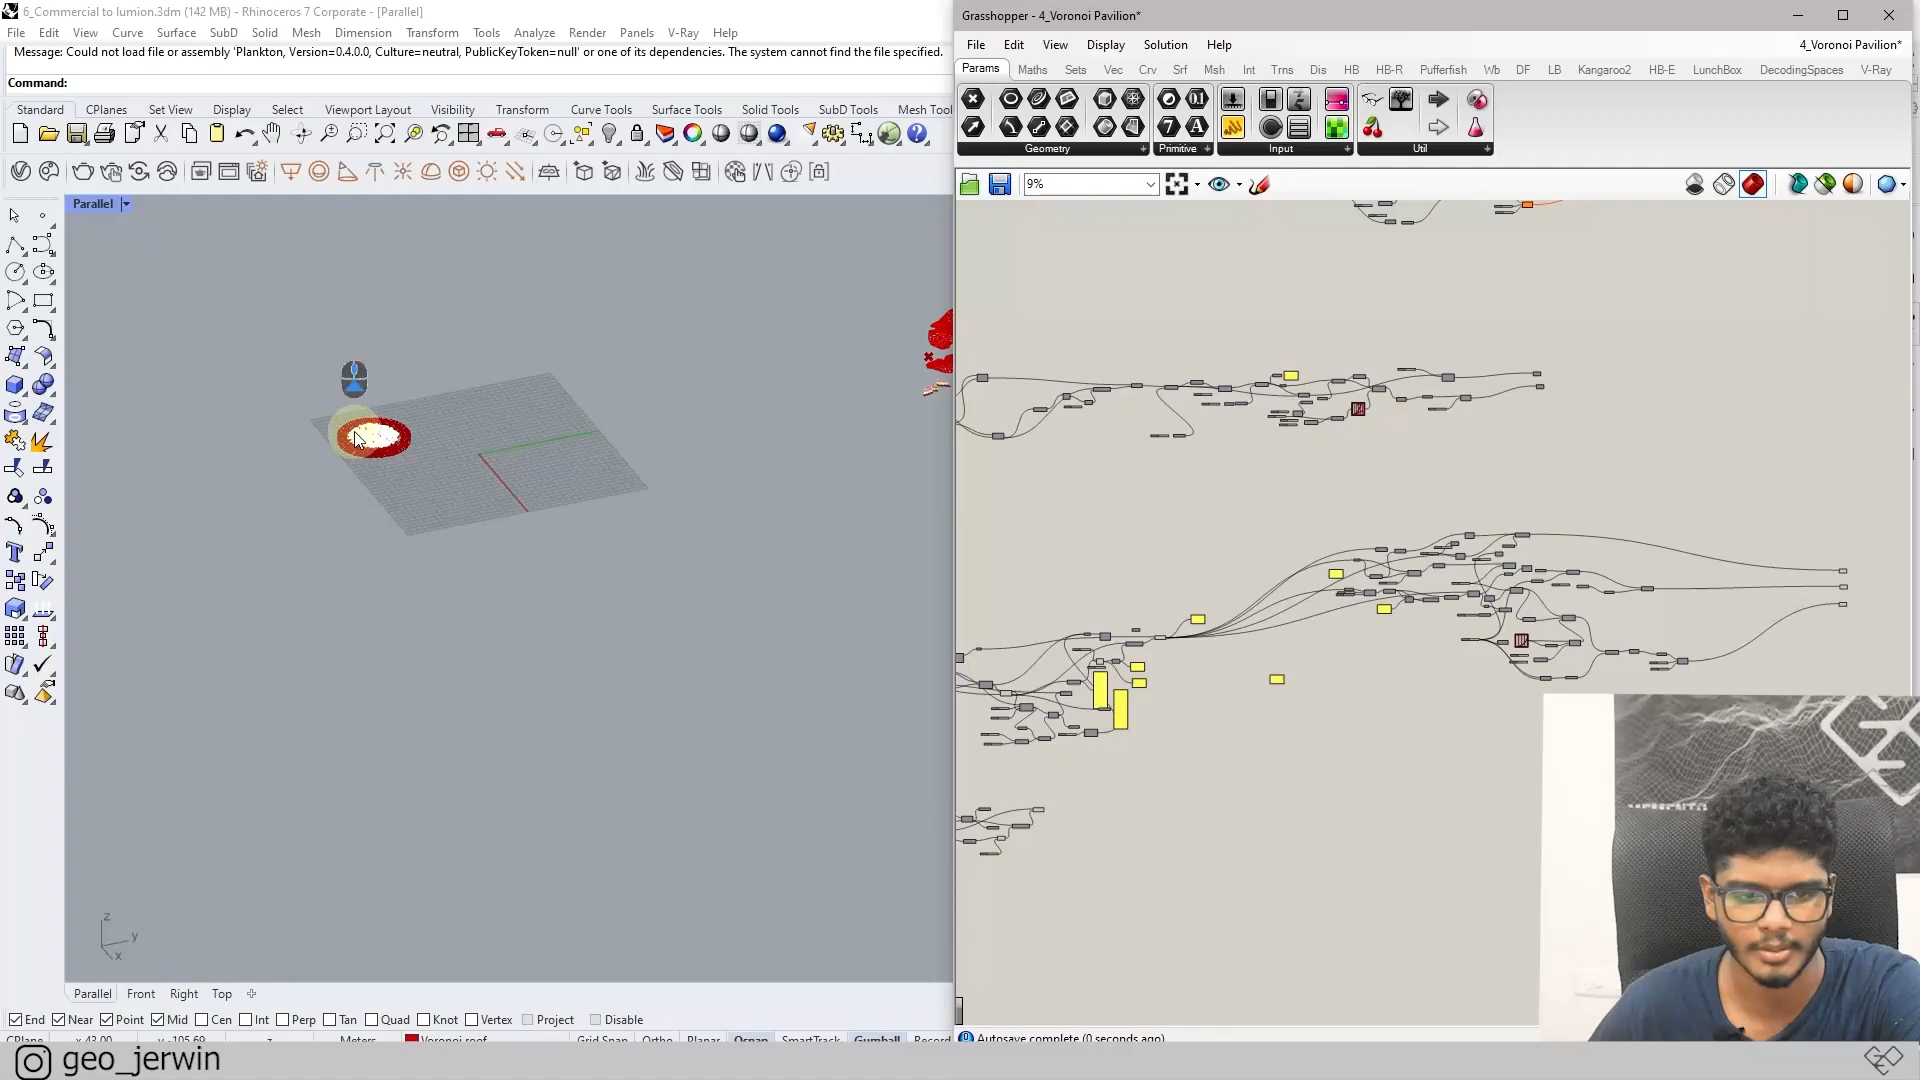 6_Commercial to lumion.3dm (142 MB) - Rhinoceros 7 Corporate - [Parallel]
File Edit View Curve Surface SubD Solid Mesh Dimension Transform Tools Analyze Render Panels V-Ray Help
Message: Could not load file or assembly 'Plankton, Version=0.4.0.0, Culture=neutral, PublicKeyToken=null' or one of its dependencies. The system cannot find the file specified.
Command:
Standard CPlanes Set View Display Select Viewport Layout Visibility Transform Curve Tools Surface Tools Solid Tools SubD Tools Mesh Tool
Parallel
z
y
x
Parallel Front Right Top
End Near Point Mid Cen Int Perp Tan Quad Knot Vertex Project Disable
CPlane x 43.00 y -105.69 z Meters Voronoi roof Grid Snap Ortho Planar Osnap SmartTrack Gumball Record
geo_jerwin
Grasshopper - 4_Voronoi Pavilion*
File Edit View Display Solution Help 4_Voronoi Pavilion*
Params Maths Sets Vec Crv Srf Msh Int Trns Dis HB HB-R Pufferfish Wb DF LB Kangaroo2 HB-E LunchBox DecodingSpaces V-Ray
Geometry Primitive Input Util
9%
Autosave complete (0 seconds ago)